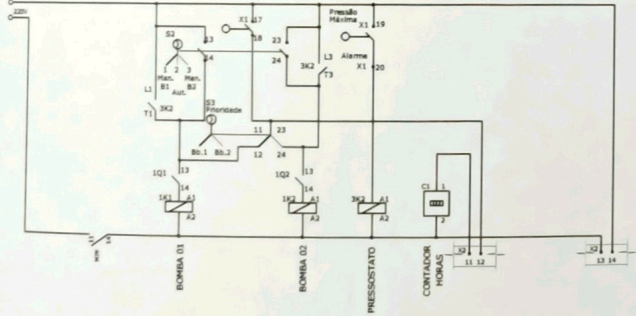 220V
X1 17
18
Pressão
Máxima
X1 19
Alarme
X1 20
S2
13
14
1 2 3
Man. Man.
B1 B2
Aut.
23
24
L3
3K2
T3
L1
3K2
T1
S3
Prioridade
Bb.1 Bb.2
11 23
12 24
1Q1 13
14
1Q2 13
14
1K1 A1
A2
1K2 A1
A2
3K2 A1
A2
C1 1
2
X2
11 12
X2
13 14
BOMBA 01
BOMBA 02
PRESSOSTATO
CONTADOR
HORAS